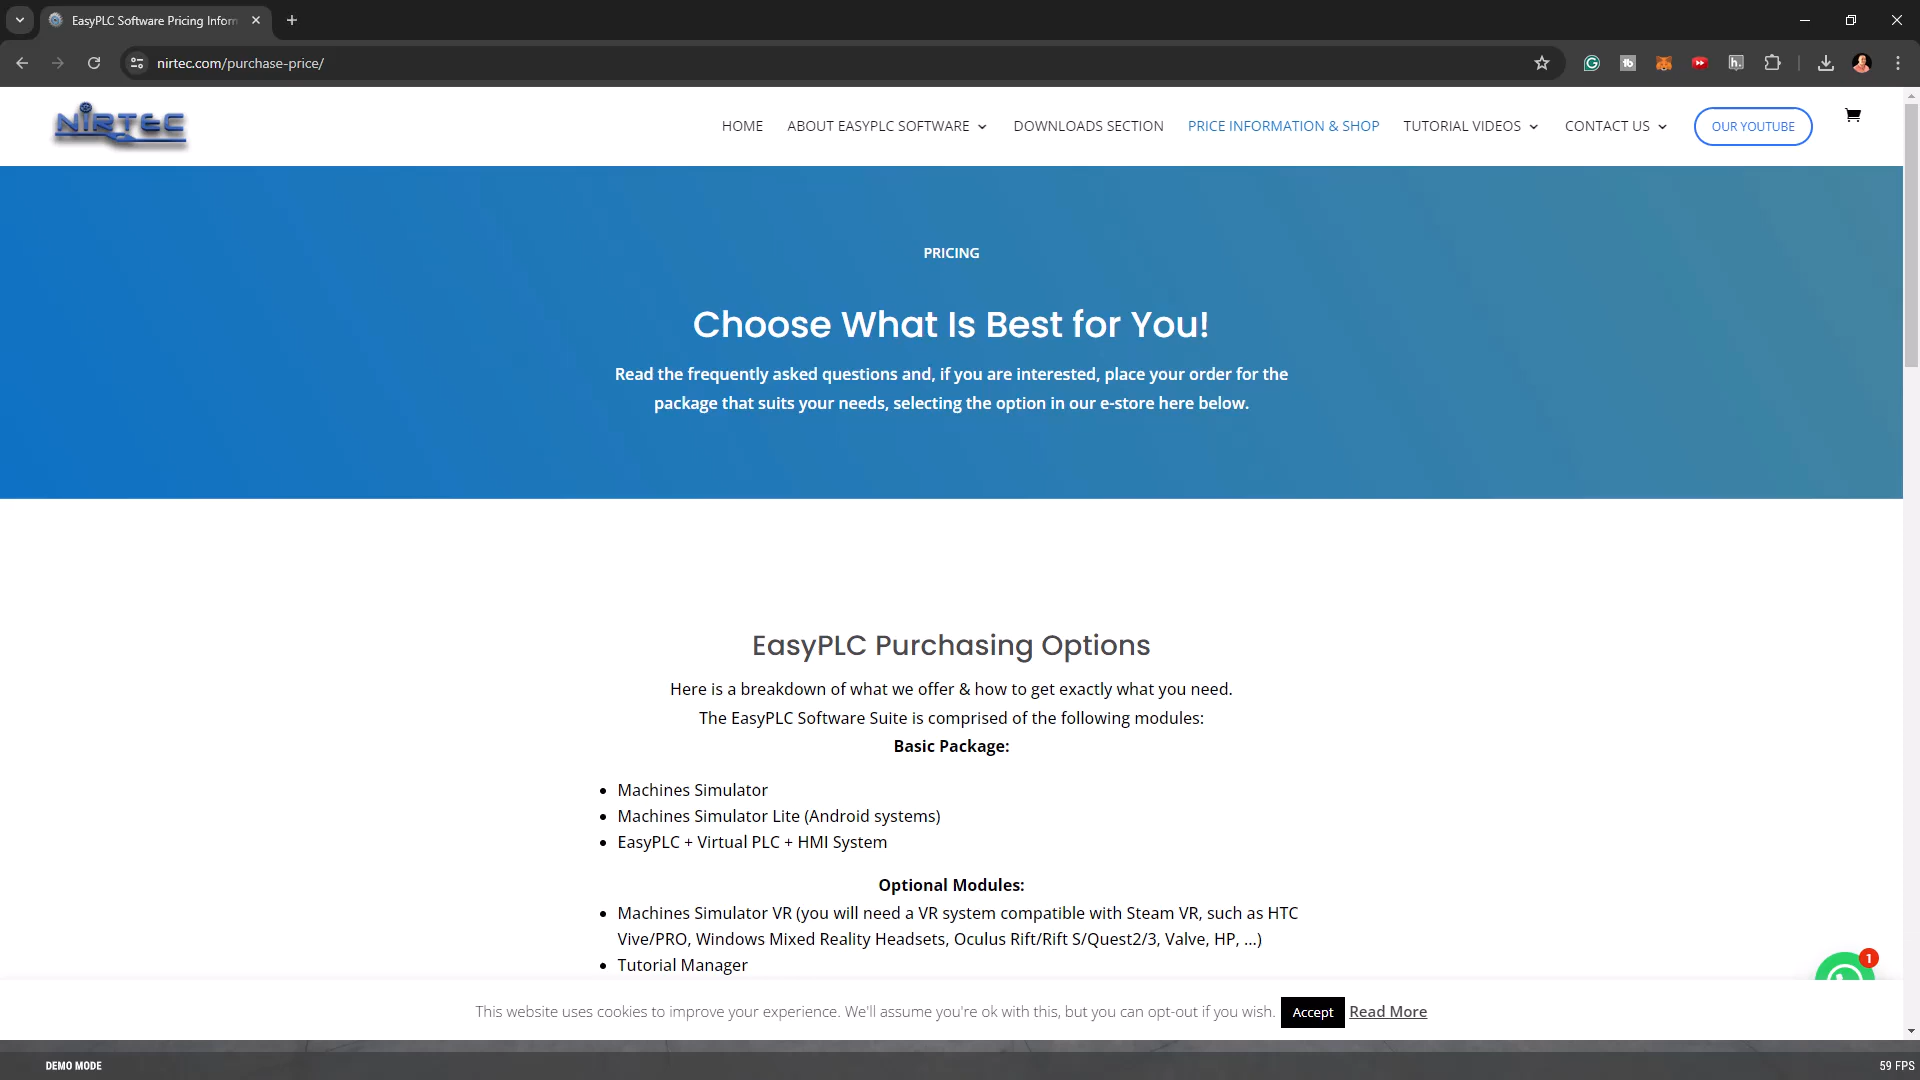 EasyPLC Software Pricing Inform
nirtec.com/purchase-price/
NIRTEC
HOME
ABOUT EASYPLC SOFTWARE
DOWNLOADS SECTION
PRICE INFORMATION & SHOP
TUTORIAL VIDEOS
CONTACT US
OUR YOUTUBE
PRICING
Choose What Is Best for You!
Read the frequently asked questions and, if you are interested, place your order for the
package that suits your needs, selecting the option in our e-store here below.
EasyPLC Purchasing Options
Here is a breakdown of what we offer & how to get exactly what you need.
The EasyPLC Software Suite is comprised of the following modules:
Basic Package:
• Machines Simulator
• Machines Simulator Lite (Android systems)
• EasyPLC + Virtual PLC + HMI System
Optional Modules:
• Machines Simulator VR (you will need a VR system compatible with Steam VR, such as HTC
Vive/PRO, Windows Mixed Reality Headsets, Oculus Rift/Rift S/Quest2/3, Valve, HP, ...)
• Tutorial Manager
1
This website uses cookies to improve your experience. We'll assume you're ok with this, but you can opt-out if you wish. Accept Read More
DEMO MODE
59 FPS